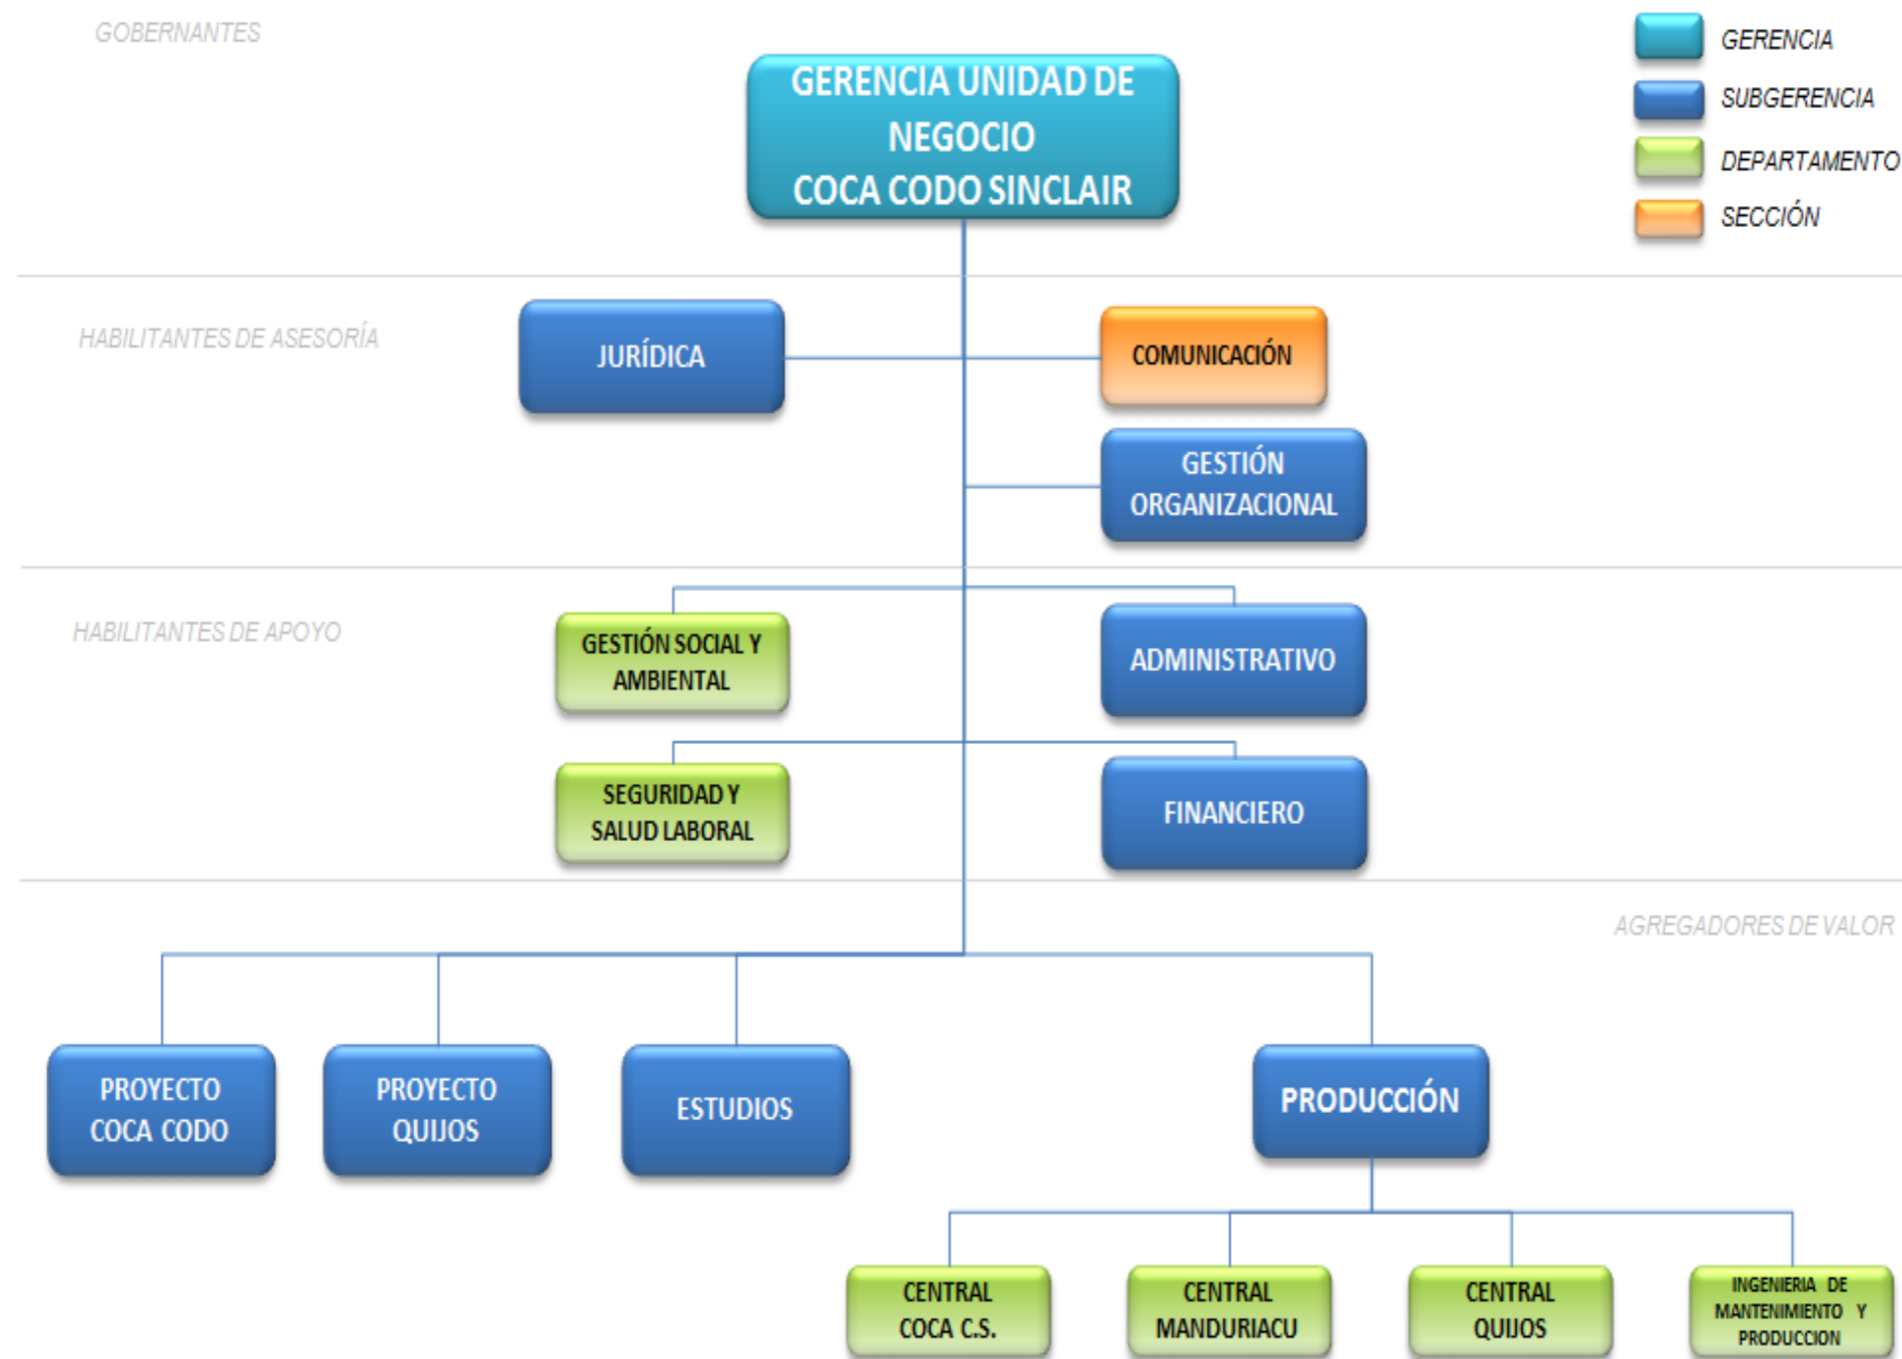 GOBERNANTES
GERENCIA UNIDAD DE
NEGOCIO
COCA CODO SINCLAIR
GERENCIA
SUBGERENCIA
DEPARTAMENTO
SECCIÓN
HABILITANTES DE ASESORÍA
JURÍDICA
COMUNICACIÓN
GESTIÓN
ORGANIZACIONAL
HABILITANTES DE APOYO
GESTIÓN SOCIAL Y
AMBIENTAL
ADMINISTRATIVO
SEGURIDAD Y
SALUD LABORAL
FINANCIERO
AGREGADORES DE VALOR
PROYECTO
COCA CODO
PROYECTO
QUIJOS
ESTUDIOS
PRODUCCIÓN
CENTRAL
COCA C.S.
CENTRAL
MANDURIACU
CENTRAL
QUIJOS
INGENIERIA DE
MANTENIMIENTO Y
PRODUCCION